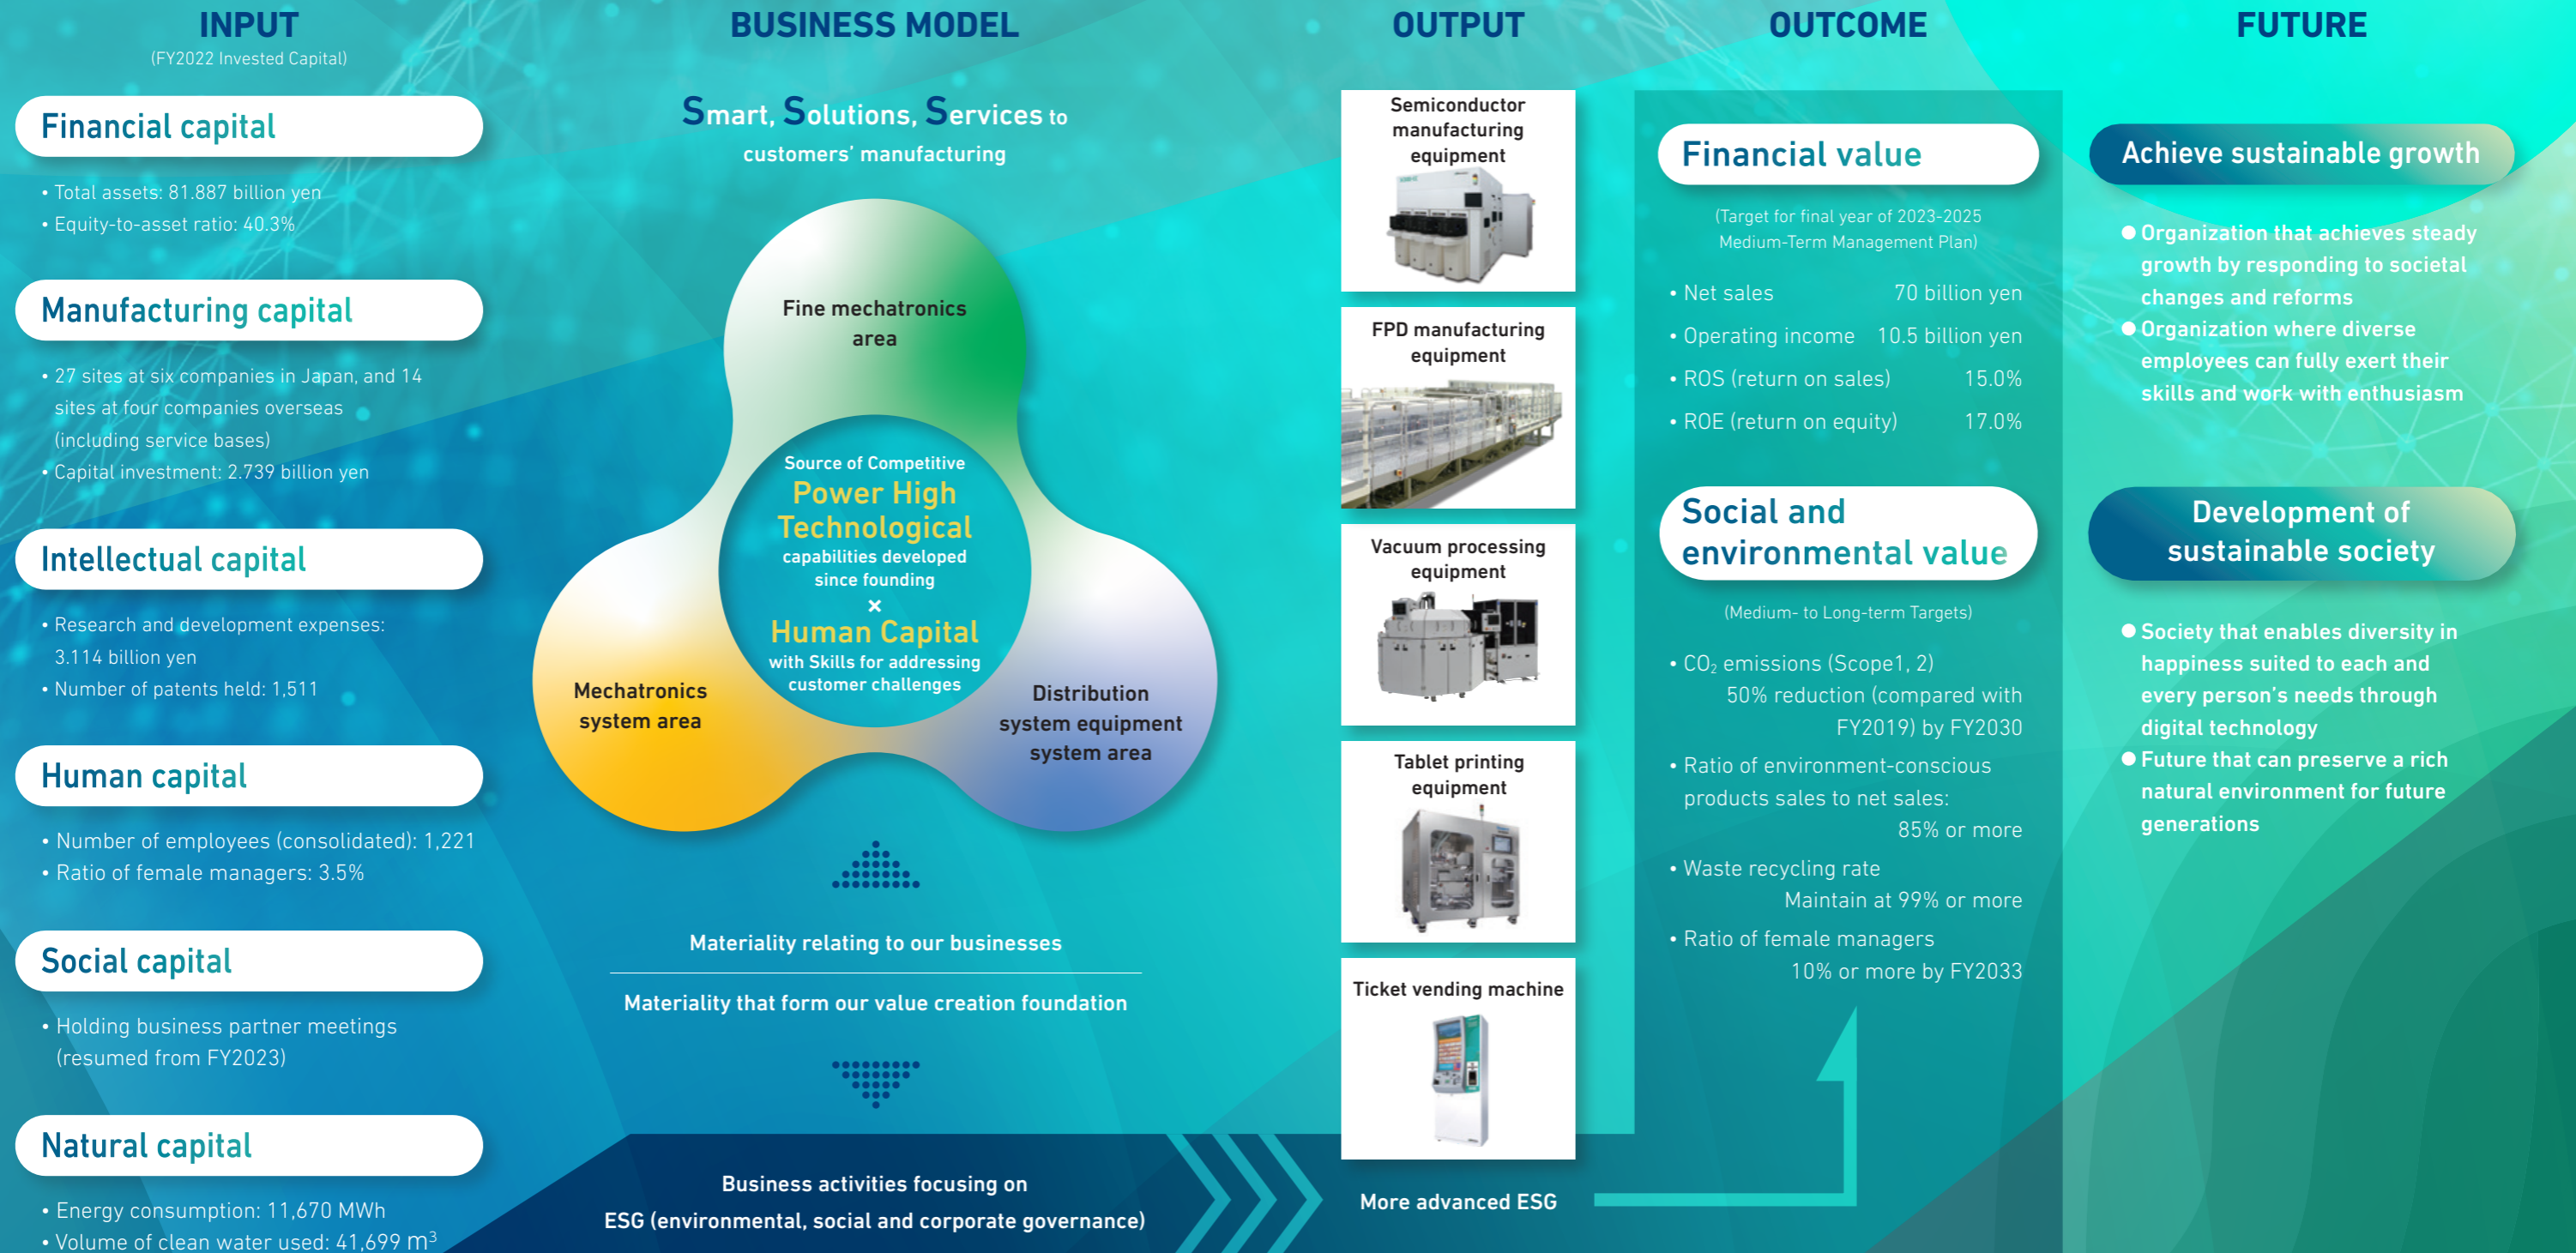 INPUT
(FY2022 Invested Capital)
Financial capital
• Total assets: 81.887 billion yen
• Equity-to-asset ratio: 40.3%
Manufacturing capital
• 27 sites at six companies in Japan, and 14
sites at four companies overseas
(including service bases)
• Capital investment: 2.739 billion yen
Intellectual capital
• Research and development expenses:
3.114 billion yen
• Number of patents held: 1,511
Human capital
• Number of employees (consolidated): 1,221
• Ratio of female managers: 3.5%
Social capital
• Holding business partner meetings
(resumed from FY2023)
Natural capital
• Energy consumption: 11,670 MWh
• Volume of clean water used: 41,699 m³
BUSINESS MODEL
Smart, Solutions, Services to
customers' manufacturing
Fine mechatronics
area
Source of Competitive
Power High
Technological
capabilities developed
since founding
×
Human Capital
with Skills for addressing
customer challenges
Mechatronics
system area
Distribution
system equipment
system area
Materiality relating to our businesses
Materiality that form our value creation foundation
Business activities focusing on
ESG (environmental, social and corporate governance)
OUTPUT
Semiconductor
manufacturing
equipment
FPD manufacturing
equipment
Vacuum processing
equipment
Tablet printing
equipment
Ticket vending machine
More advanced ESG
OUTCOME
Financial value
(Target for final year of 2023-2025
Medium-Term Management Plan)
• Net sales 70 billion yen
• Operating income 10.5 billion yen
• ROS (return on sales) 15.0%
• ROE (return on equity) 17.0%
Social and
environmental value
(Medium- to Long-term Targets)
• CO₂ emissions (Scope1, 2)
50% reduction (compared with
FY2019) by FY2030
• Ratio of environment-conscious
products sales to net sales:
85% or more
• Waste recycling rate
Maintain at 99% or more
• Ratio of female managers
10% or more by FY2033
FUTURE
Achieve sustainable growth
● Organization that achieves steady
growth by responding to societal
changes and reforms
● Organization where diverse
employees can fully exert their
skills and work with enthusiasm
Development of
sustainable society
● Society that enables diversity in
happiness suited to each and
every person's needs through
digital technology
● Future that can preserve a rich
natural environment for future
generations